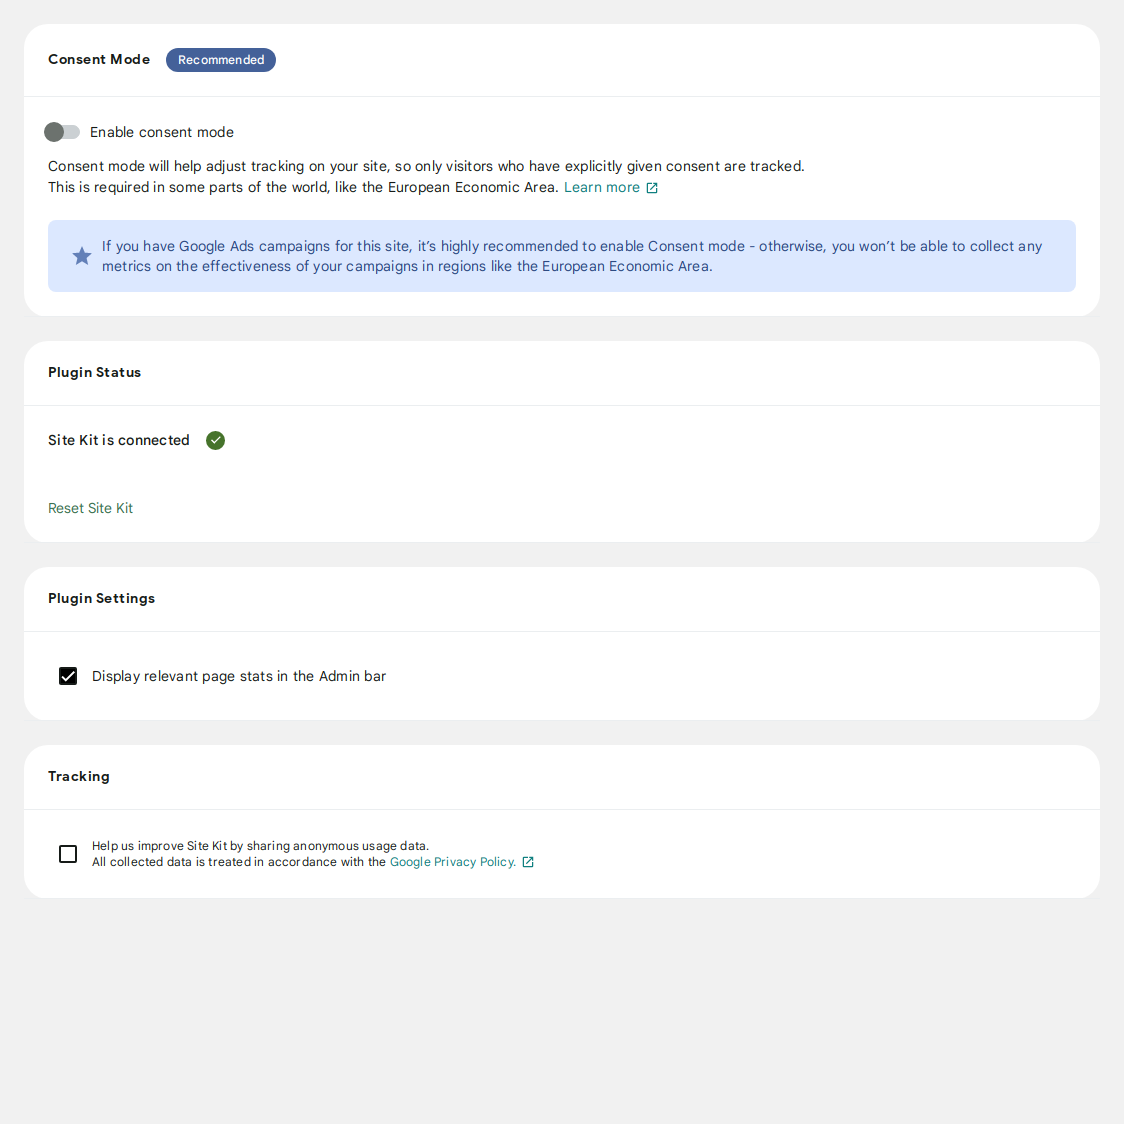 Consent Mode Recommended
Enable consent mode
Consent mode will help adjust tracking on your site, so only visitors who have explicitly given consent are tracked.
This is required in some parts of the world, like the European Economic Area. Learn more
If you have Google Ads campaigns for this site, it’s highly recommended to enable Consent mode - otherwise, you won’t be able to collect any
metrics on the effectiveness of your campaigns in regions like the European Economic Area.
Plugin Status
Site Kit is connected
Reset Site Kit
Plugin Settings
Display relevant page stats in the Admin bar
Tracking
Help us improve Site Kit by sharing anonymous usage data.
All collected data is treated in accordance with the Google Privacy Policy.